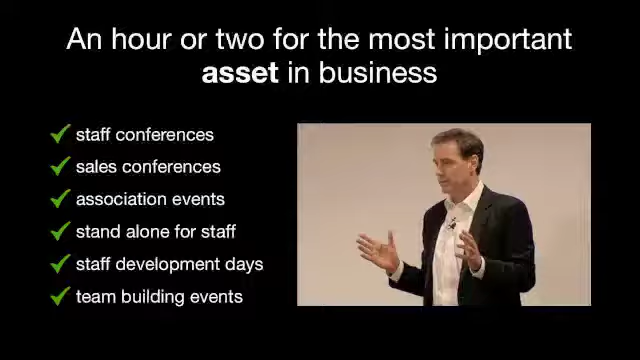 An hour or two for the most important
asset in business
staff conferences
sales conferences
association events
stand alone for staff
staff development days
team building events